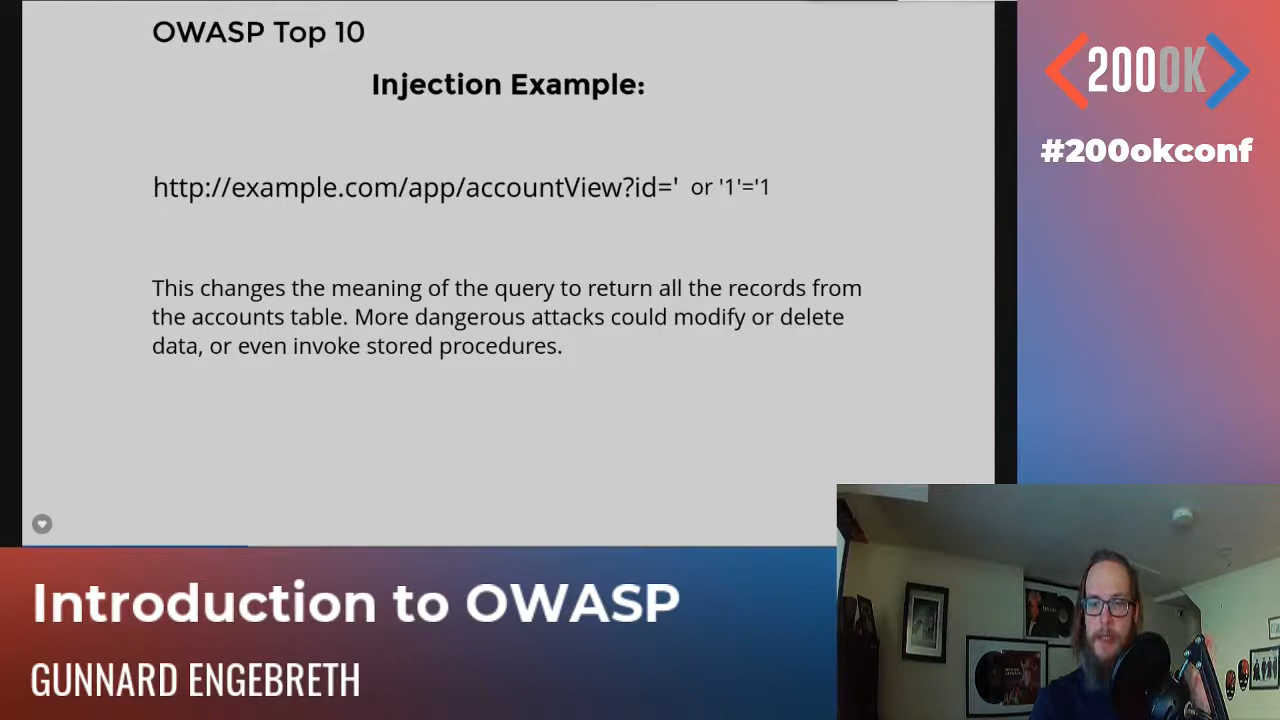 OWASP Top 10
Injection Example:
http://example.com/app/accountView?id=' or '1'='1
This changes the meaning of the query to return all the records from
the accounts table. More dangerous attacks could modify or delete
data, or even invoke stored procedures.
<200OK>
#200okconf
Introduction to OWASP
GUNNARD ENGEBRETH